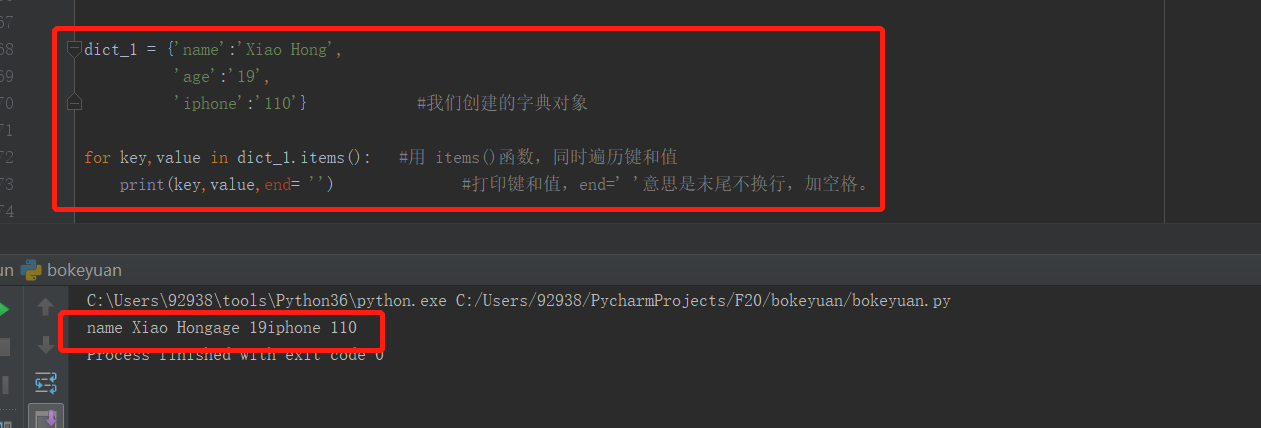 67
68 dict_1 = {'name':'Xiao Hong',
69 'age':'19',
70 'iphone':'110'} #我们创建的字典对象
71
72 for key,value in dict_1.items(): #用 items()函数，同时遍历键和值
73 print(key,value,end= '') #打印键和值，end=' '意思是末尾不换行，加空格。
74
un bokeyuan
C:\Users\92938\tools\Python36\python.exe C:/Users/92938/PycharmProjects/F20/bokeyuan/bokeyuan.py
name Xiao Hongage 19iphone 110
Process finished with exit code 0